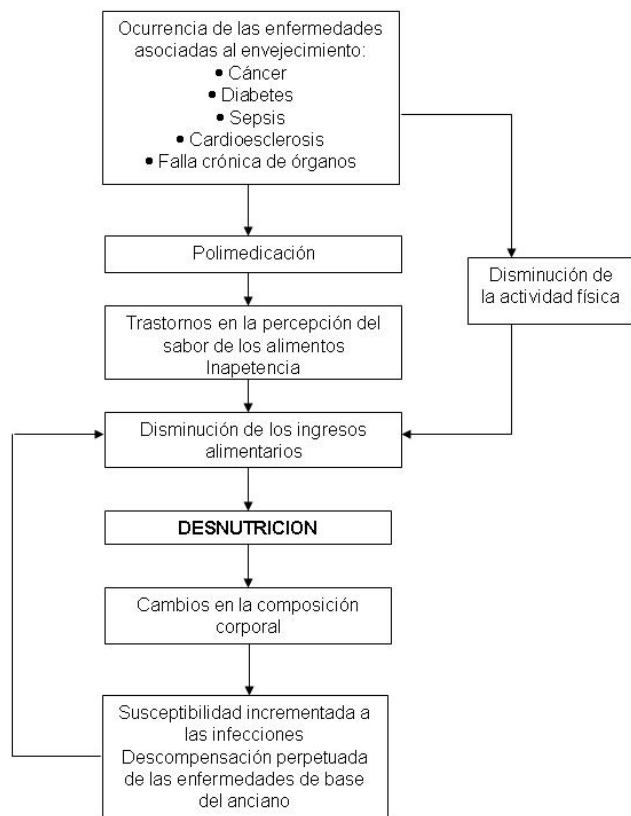 Ocurrencia de las enfermedades
asociadas al envejecimiento:
• Cáncer
• Diabetes
• Sepsis
• Cardioesclerosis
• Falla crónica de órganos
Polimedicación
Disminución de
la actividad física
Trastornos en la percepción del
sabor de los alimentos
Inapetencia
Disminución de los ingresos
alimentarios
DESNUTRICION
Cambios en la composición
corporal
Susceptibilidad incrementada a
las infecciones
Descompensación perpetuada
de las enfermedades de base
del anciano